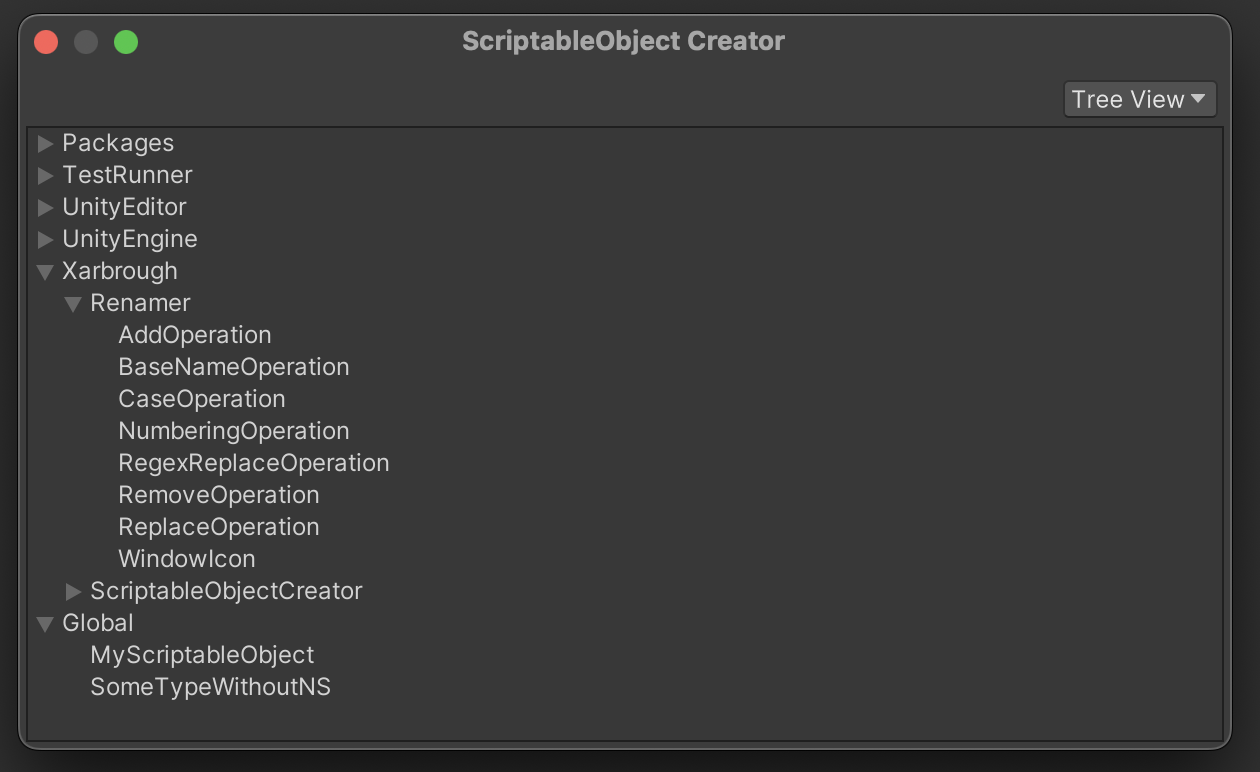 ScriptableObject Creator
Tree View
Packages
TestRunner
UnityEditor
UnityEngine
Xarbrough
Renamer
AddOperation
BaseNameOperation
CaseOperation
NumberingOperation
RegexReplaceOperation
RemoveOperation
ReplaceOperation
WindowIcon
ScriptableObjectCreator
Global
MyScriptableObject
SomeTypeWithoutNS